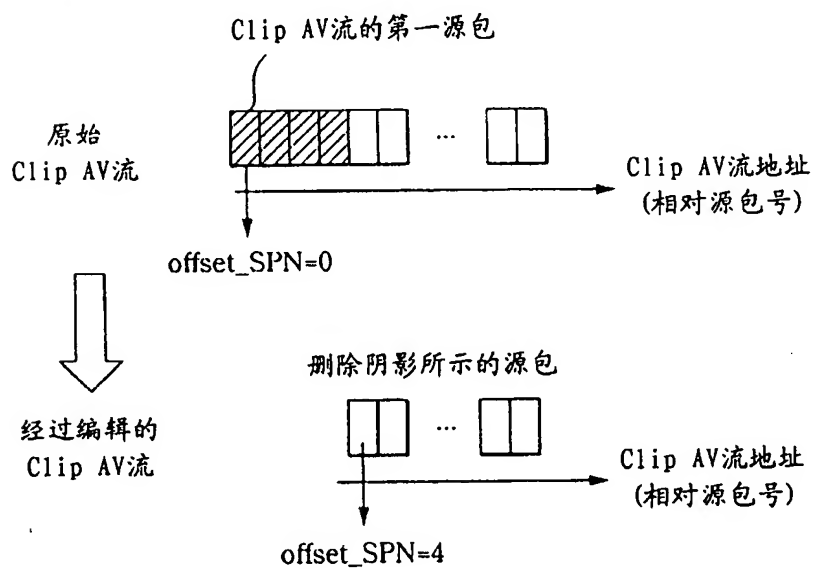 Clip AV流的第一源包
原始
Clip AV流
...
Clip AV流地址
(相对源包号)
offset_SPN=0
删除阴影所示的源包
经过编辑的
Clip AV流
...
Clip AV流地址
(相对源包号)
offset_SPN=4